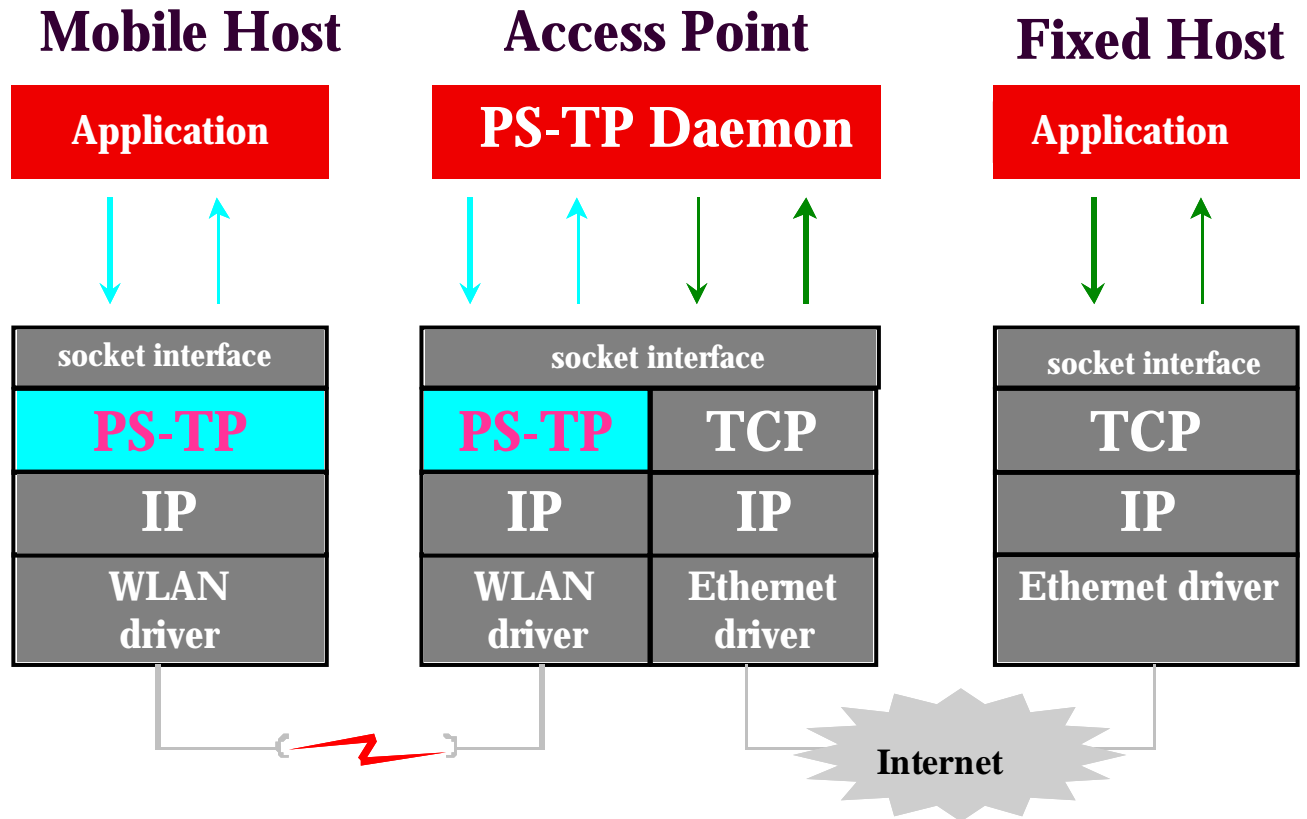 Mobile Host
Access Point
Fixed Host
Application
PS-TP Daemon
Application
socket interface
socket interface
socket interface
PS-TP
PS-TP
TCP
TCP
IP
IP
IP
IP
WLAN
driver
WLAN
driver
Ethernet
driver
Ethernet driver
Internet